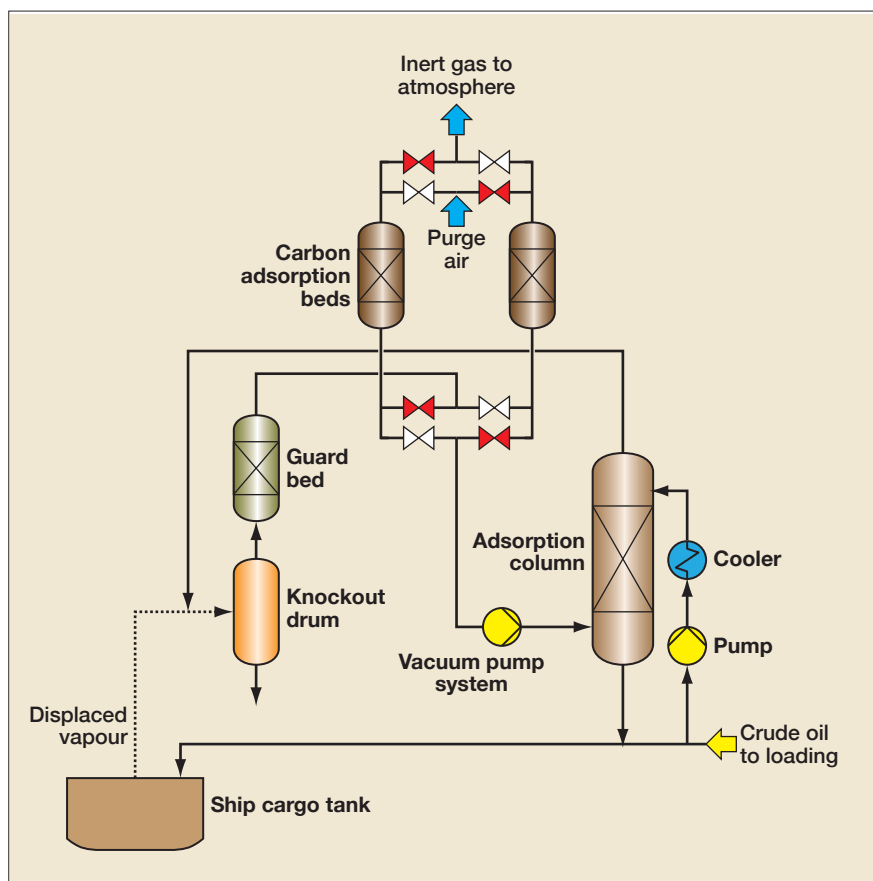 Inert gas to
atmosphere
Purge
air
Carbon
adsorption
beds
Guard
bed
Adsorption
column
Cooler
Knockout
drum
Vacuum pump
system
Pump
Displaced
vapour
Crude oil
to loading
Ship cargo tank